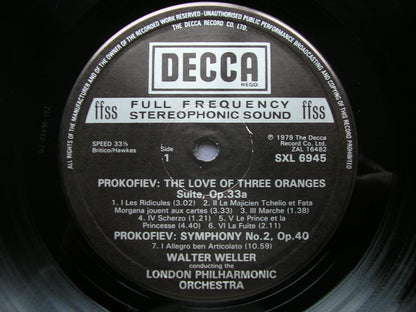 ALL RIGHTS OF THE MANUFACTURER AND OF THE OWNER OF THE RECORDED WORK RESERVED · UNAUTHORISED PUBLIC PERFORMANCE BROADCASTING AND COPYING OF THIS RECORD PROHIBITED
THE DECCA RECORD CO. LTD.
DECCA
REGD.
ffss FULL FREQUENCY ffss
STEREOPHONIC SOUND
SPEED 33⅓
Britico/Hawkes
Side
1
℗ 1979 The Decca
Record Co. Ltd.
ZAL 16482
SXL 6945
PROKOFIEV: THE LOVE OF THREE ORANGES
Suite, Op.33a
1. I Les Ridicules (3.02) 2. II Le Majicien Tchelio et Fata
Morgana jouent aux cartes (3.33) 3. III Marche (1.38)
4. IV Scherzo (1.21) 5. V Le Prince et la
Princesse (4.40) 6. VI La Fuite (2.11)
PROKOFIEV: SYMPHONY No.2, Op.40
7. I Allegro ben Articolato (10.59)
WALTER WELLER
conducting the
LONDON PHILHARMONIC
ORCHESTRA